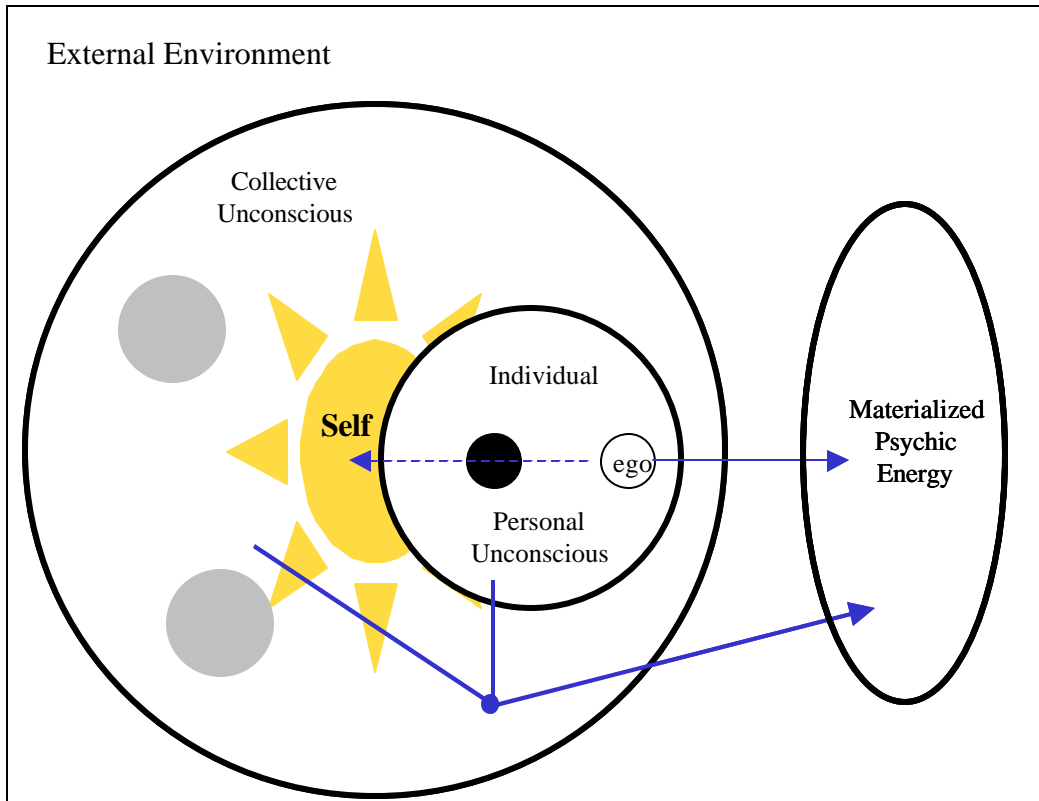 External Environment
Collective
Unconscious
Individual
Self
ego
Materialized
Psychic
Energy
Personal
Unconscious